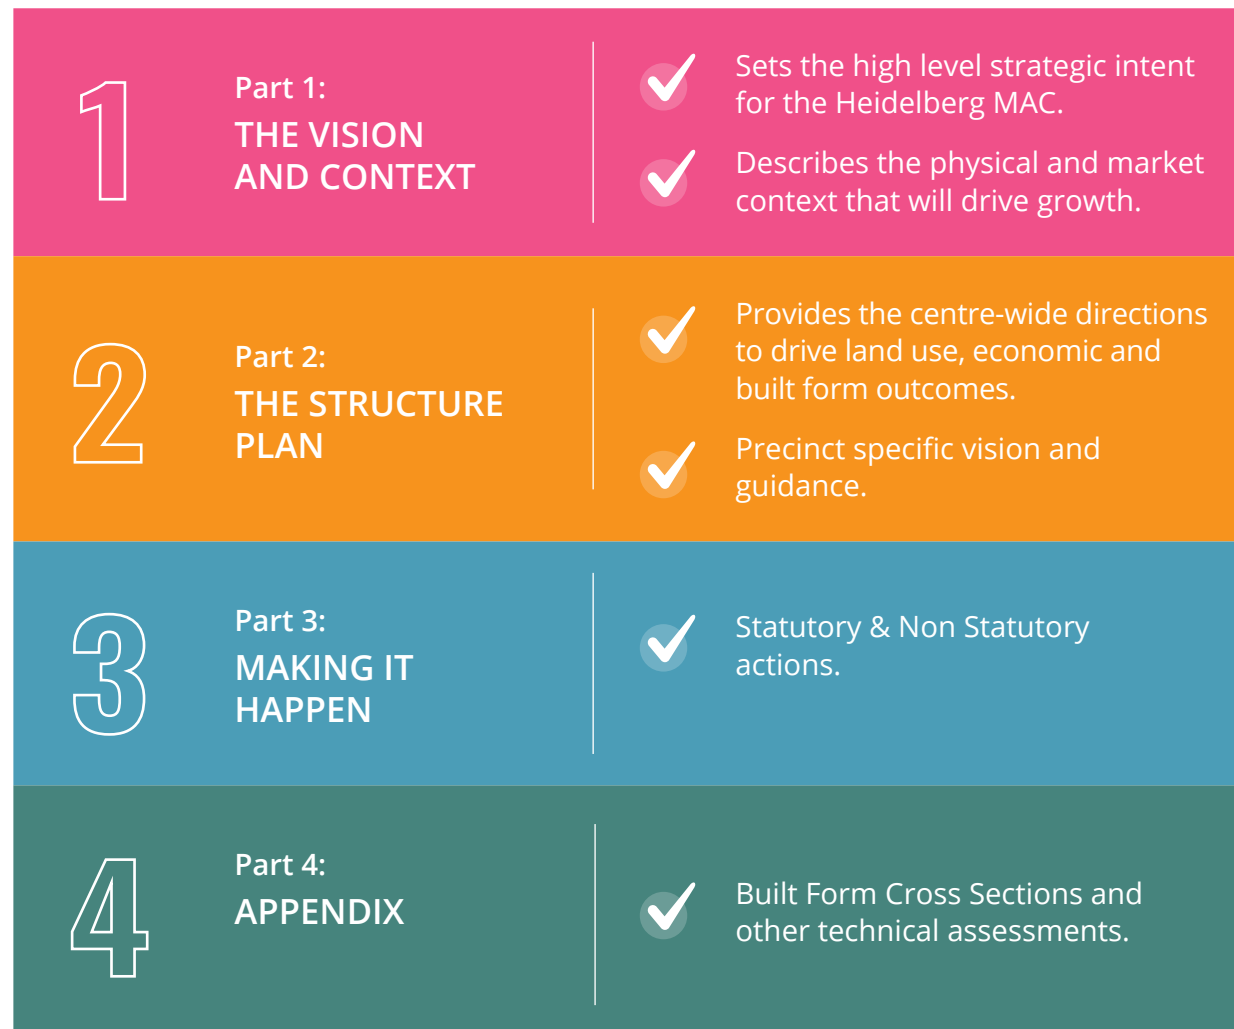 1
Part 1:
THE VISION
AND CONTEXT
Sets the high level strategic intent
for the Heidelberg MAC.
Describes the physical and market
context that will drive growth.
2
Part 2:
THE STRUCTURE
PLAN
Provides the centre-wide directions
to drive land use, economic and
built form outcomes.
Precinct specific vision and
guidance.
3
Part 3:
MAKING IT
HAPPEN
Statutory & Non Statutory
actions.
4
Part 4:
APPENDIX
Built Form Cross Sections and
other technical assessments.